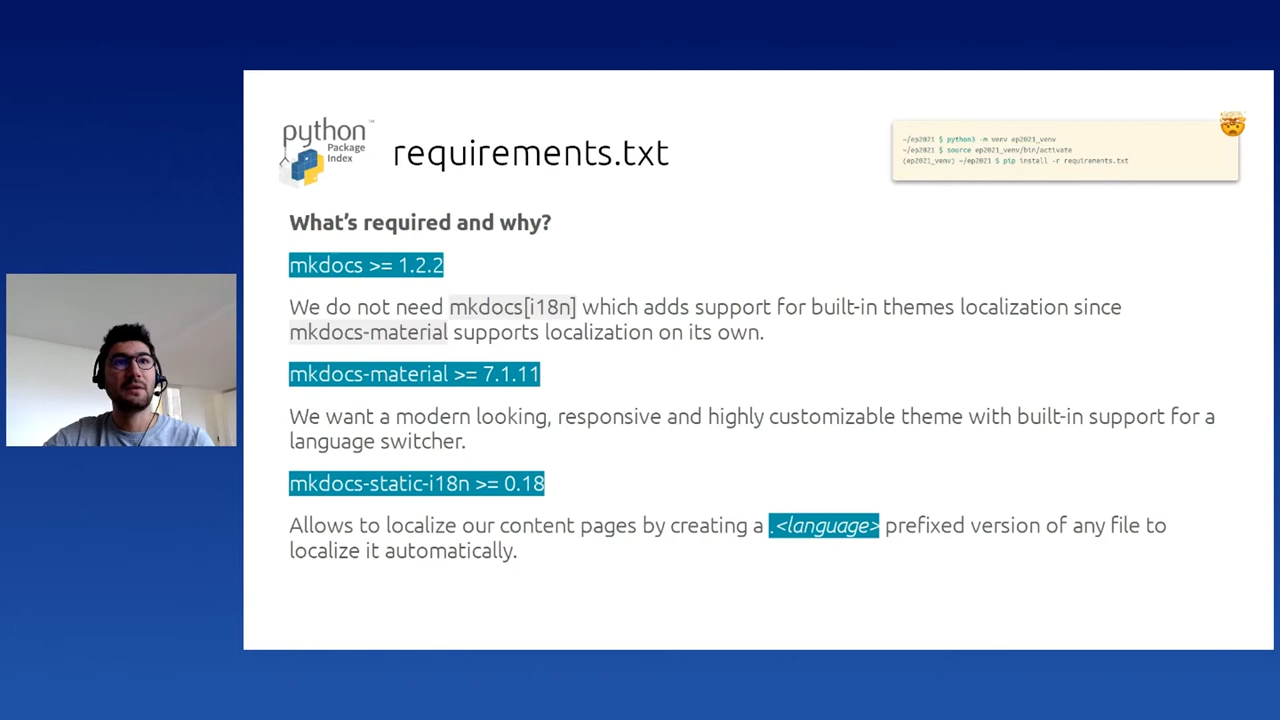 python™
Package
Index
requirements.txt
~/ep2021 $ python3 -m venv ep2021_venv
~/ep2021 $ source ep2021_venv/bin/activate
(ep2021_venv) ~/ep2021 $ pip install -r requirements.txt
What's required and why?
mkdocs >= 1.2.2
We do not need mkdocs[i18n] which adds support for built-in themes localization since
mkdocs-material supports localization on its own.
mkdocs-material >= 7.1.11
We want a modern looking, responsive and highly customizable theme with built-in support for a
language switcher.
mkdocs-static-i18n >= 0.18
Allows to localize our content pages by creating a .<language> prefixed version of any file to
localize it automatically.